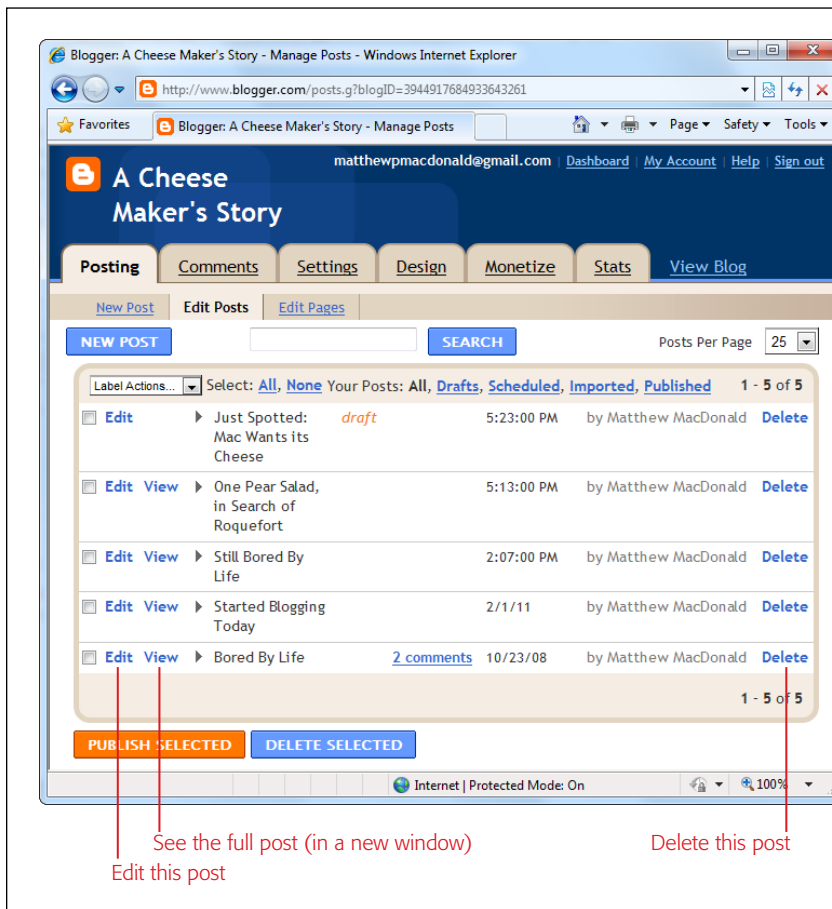 Blogger: A Cheese Maker's Story - Manage Posts - Windows Internet Explorer
http://www.blogger.com/posts.g?blogID=3944917684933643261
Favorites Blogger: A Cheese Maker's Story - Manage Posts Page Safety Tools
matthewpmacdonald@gmail.com | Dashboard | My Account | Help | Sign out
A Cheese
Maker's Story
Posting Comments Settings Design Monetize Stats View Blog
New Post Edit Posts Edit Pages
NEW POST SEARCH Posts Per Page 25
Label Actions... Select: All, None Your Posts: All, Drafts, Scheduled, Imported, Published 1 - 5 of 5
Edit Just Spotted: draft 5:23:00 PM by Matthew MacDonald Delete
Mac Wants its
Cheese
Edit View One Pear Salad, 5:13:00 PM by Matthew MacDonald Delete
in Search of
Roquefort
Edit View Still Bored By 2:07:00 PM by Matthew MacDonald Delete
Life
Edit View Started Blogging 2/1/11 by Matthew MacDonald Delete
Today
Edit View Bored By Life 2 comments 10/23/08 by Matthew MacDonald Delete
1 - 5 of 5
PUBLISH SELECTED DELETE SELECTED
Internet | Protected Mode: On 100%
See the full post (in a new window) Delete this post
Edit this post